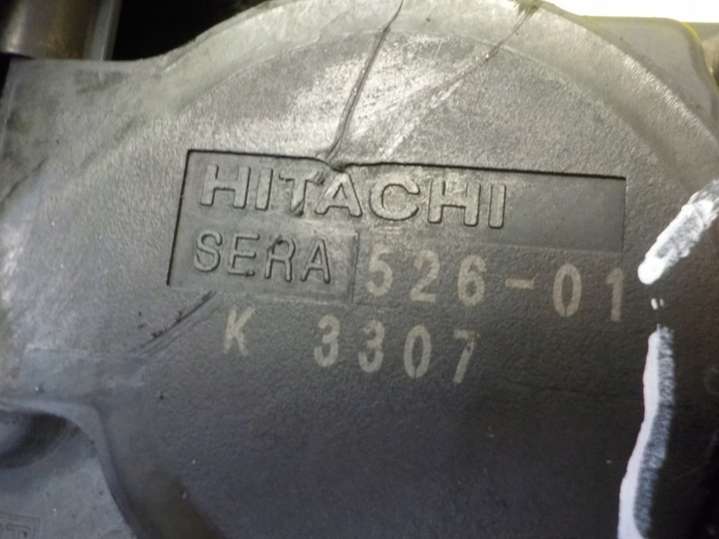 HITACHI
SERA 526-01
K 3307